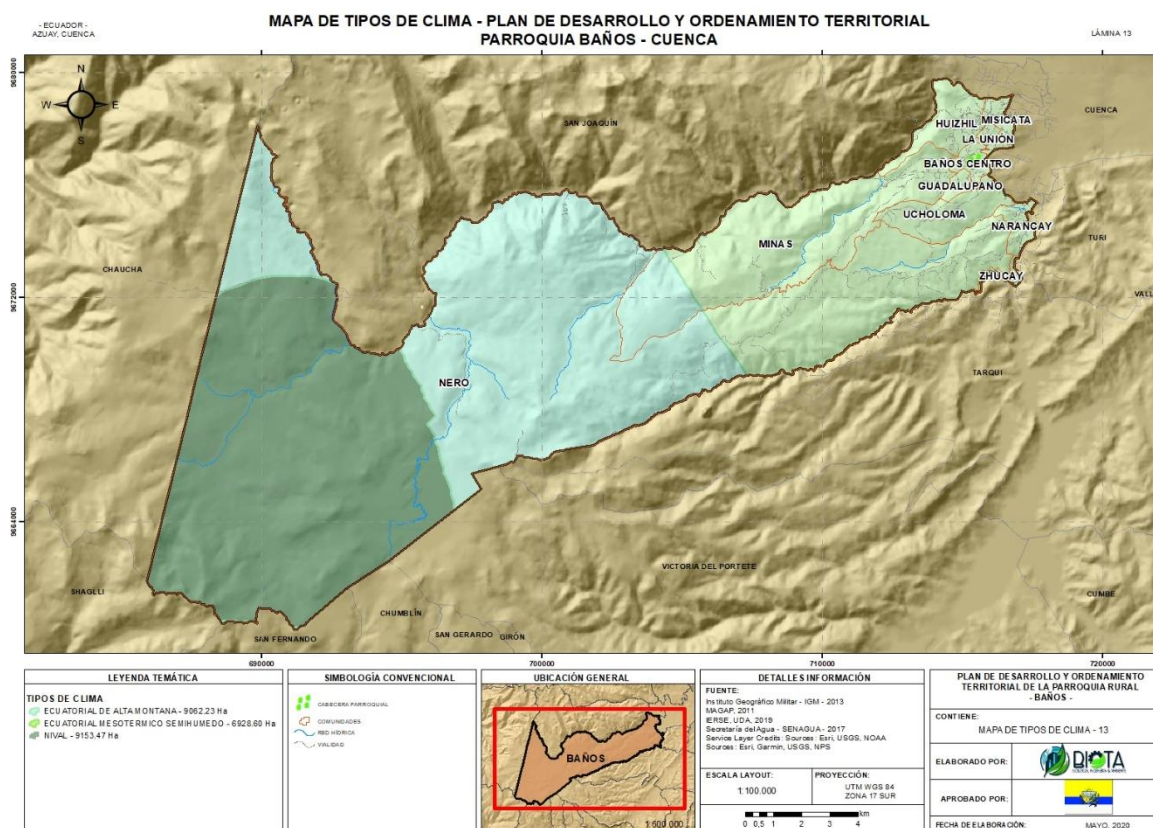 - ECUADOR -
AZUAY, CUENCA
MAPA DE TIPOS DE CLIMA - PLAN DE DESARROLLO Y ORDENAMIENTO TERRITORIAL
PARROQUIA BAÑOS - CUENCA
LÁMINA 13
9680000
9672000
9664000
N
W
E
S
SAN JOAQUÍN
CUENCA
HUIZHIL
MISICATA
LA UNIÓN
BAÑOS CENTRO
GUADALUPANO
UCHOLOMA
NARANCAY
TURI
MINAS
CHAUCHA
ZHUCAY
VALL
NERO
TARQUI
VICTORIA DEL PORTETE
SHAGLLI
CHUMBLÍN
CUMBE
SAN FERNANDO
SAN GERARDO
GIRÓN
690000
700000
710000
720000
LEYENDA TEMÁTICA
TIPOS DE CLIMA
ECUATORIAL DE ALTA MONTANA - 9062.23 Ha
ECUATORIAL MESOTERMICO SEMIHUMEDO - 6928.60 Ha
NIVAL - 9153.47 Ha
SIMBOLOGÍA CONVENCIONAL
CABECERA PARROQUIAL
COMUNIDADES
RED HÍDRICA
VIALIDAD
UBICACIÓN GENERAL
BAÑOS
1:600 000
DETALLES INFORMACIÓN
FUENTE:
Instituto Geográfico Militar - IGM - 2013
MAGAP, 2011
IERSE, UDA, 2019
Secretaría del Agua - SENAGUA - 2017
Service Layer Credits: Sources: Esri, USGS, NOAA
Sources: Esri, Garmin, USGS, NPS
ESCALA LAYOUT:
1:100.000
PROYECCIÓN:
UTM WGS 84
ZONA 17 SUR
km
0 0,5 1 2 3 4
PLAN DE DESARROLLO Y ORDENAMIENTO
TERRITORIAL DE LA PARROQUIA RURAL
- BAÑOS -
CONTIENE:
MAPA DE TIPOS DE CLIMA - 13
ELABORADO POR:
BIOTA
APROBADO POR:
FECHA DE ELABORACIÓN:
MAYO, 2020